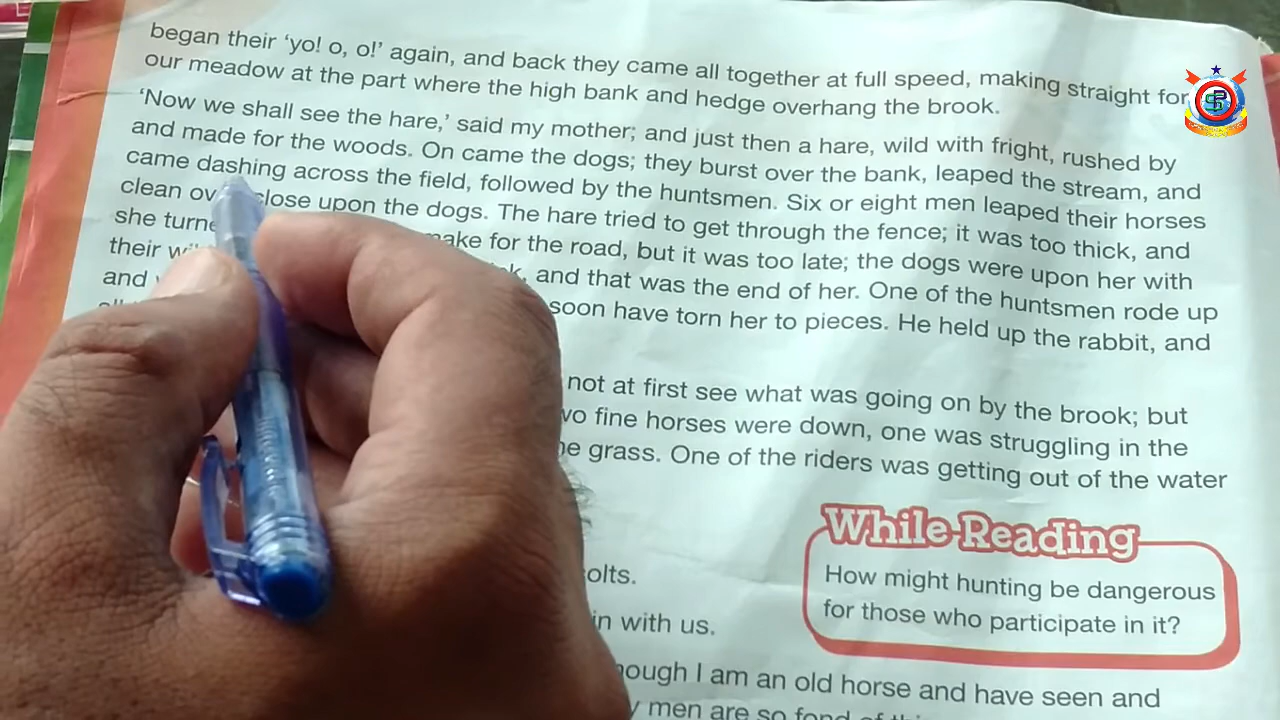 began their ‘yo! o, o!’ again, and back they came all together at full speed, making straight for
our meadow at the part where the high bank and hedge overhang the brook.
‘Now we shall see the hare,’ said my mother; and just then a hare, wild with fright, rushed by
and made for the woods. On came the dogs; they burst over the bank, leaped the stream, and
came dashing across the field, followed by the huntsmen. Six or eight men leaped their horses
clean close upon the dogs. The hare tried to get through the fence; it was too thick, and
she make for the road, but it was too late; the dogs were upon her with
their and that was the end of her. One of the huntsmen rode up
and soon have torn her to pieces. He held up the rabbit, and
not at first see what was going on by the brook; but
fine horses were down, one was struggling in the
grass. One of the riders was getting out of the water
While Reading
How might hunting be dangerous
for those who participate in it?
in with us.
I am an old horse and have seen and
men are so fond of